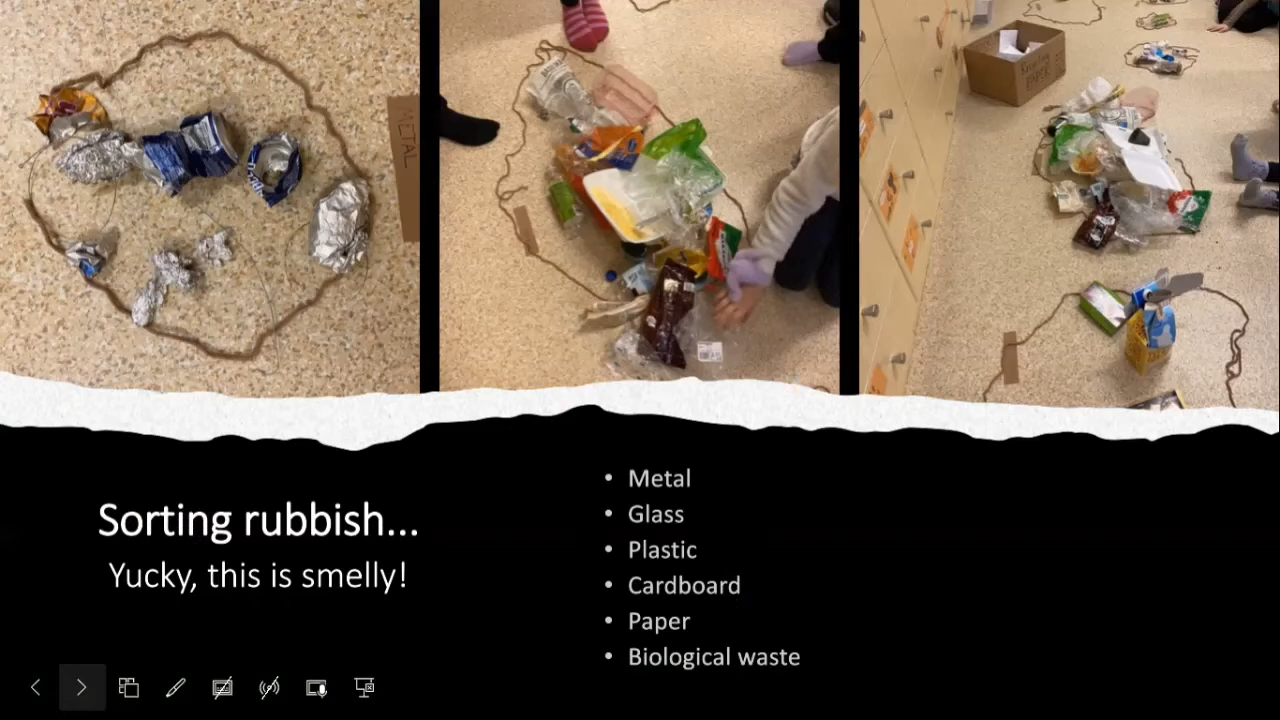 METAL
Sorting rubbish...
Yucky, this is smelly!
• Metal
• Glass
• Plastic
• Cardboard
• Paper
• Biological waste